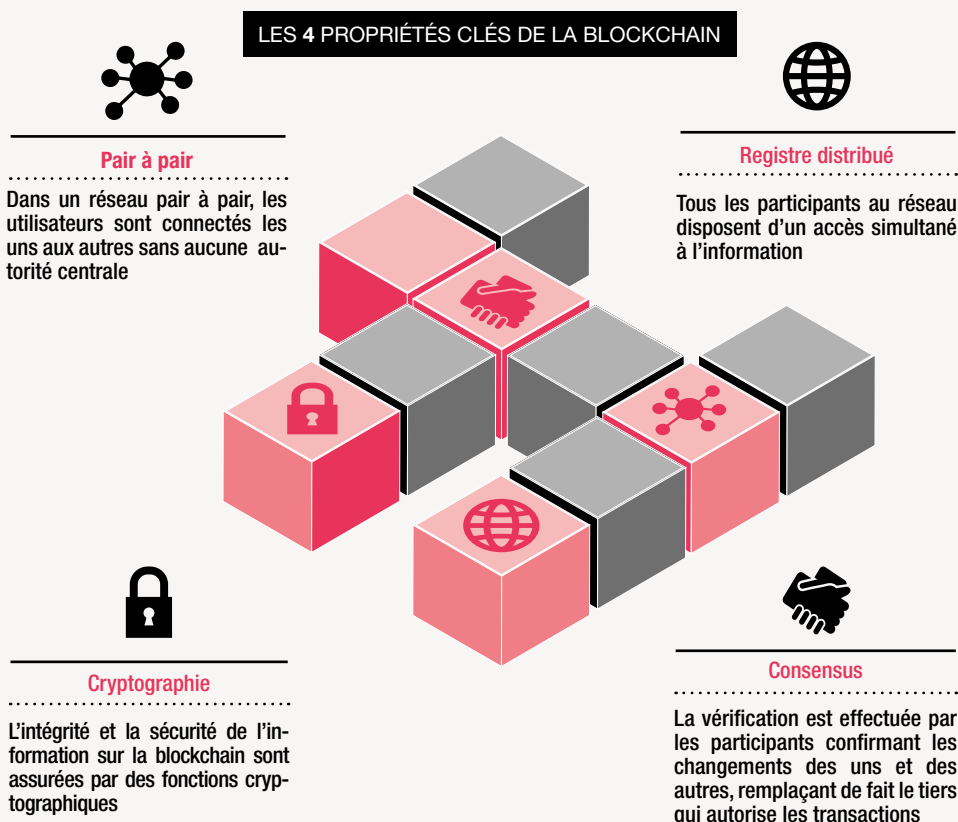 LES 4 PROPRIÉTÉS CLÉS DE LA BLOCKCHAIN
Pair à pair
Dans un réseau pair à pair, les
utilisateurs sont connectés les
uns aux autres sans aucune au-
torité centrale
Registre distribué
Tous les participants au réseau
disposent d’un accès simultané
à l’information
Cryptographie
L’intégrité et la sécurité de l’in-
formation sur la blockchain sont
assurées par des fonctions cryp-
tographiques
Consensus
La vérification est effectuée par
les participants confirmant les
changements des uns et des
autres, remplaçant de fait le tiers
qui autorise les transactions